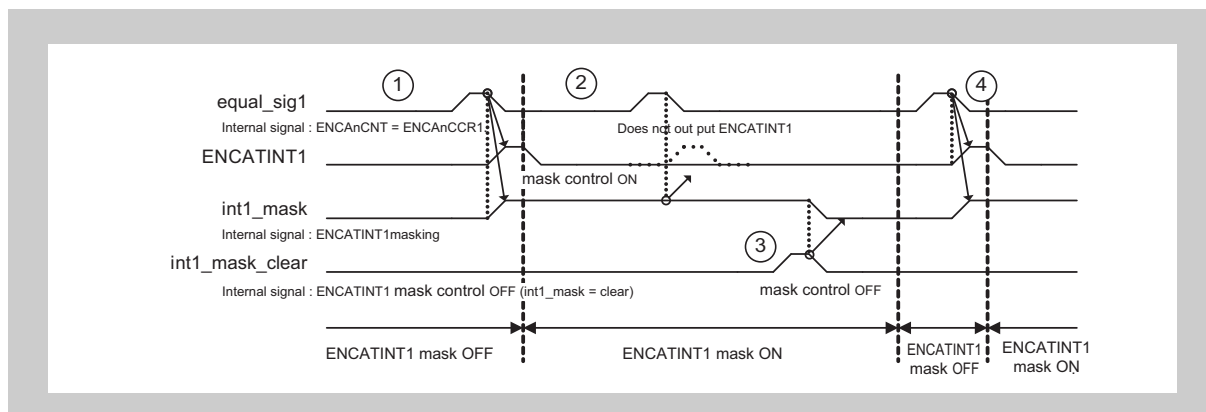 1
2
4
equal_sig1
Internal signal : ENCAnCNT = ENCAnCCR1
Does not out put ENCATINT1
ENCATINT1
mask control ON
int1_mask
Internal signal : ENCATINT1masking
3
int1_mask_clear
Internal signal : ENCATINT1 mask control OFF (int1_mask = clear)
mask control OFF
ENCATINT1 mask OFF
ENCATINT1 mask ON
ENCATINT1
mask OFF
ENCATINT1
mask ON